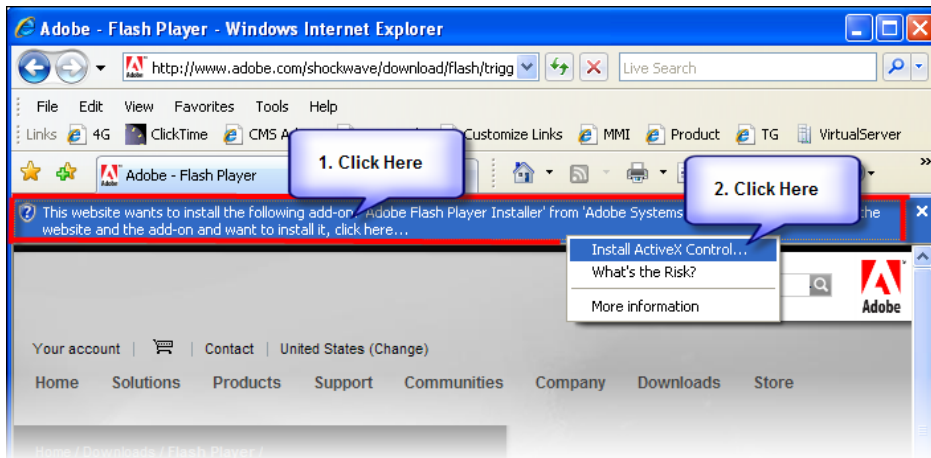 Adobe - Flash Player - Windows Internet Explorer
http://www.adobe.com/shockwave/download/flash/trigg
Live Search
File Edit View Favorites Tools Help
Links 4G ClickTime CMS Customize Links MMI Product TG VirtualServer
Adobe - Flash Player
»
1. Click Here
2. Click Here
This website wants to install the following add-on: 'Adobe Flash Player Installer' from 'Adobe Systems the
website and the add-on and want to install it, click here...
Install ActiveX Control...
What's the Risk?
More information
Adobe
Your account | | Contact | United States (Change)
Home Solutions Products Support Communities Company Downloads Store
Home / Downloads / Flash Player /